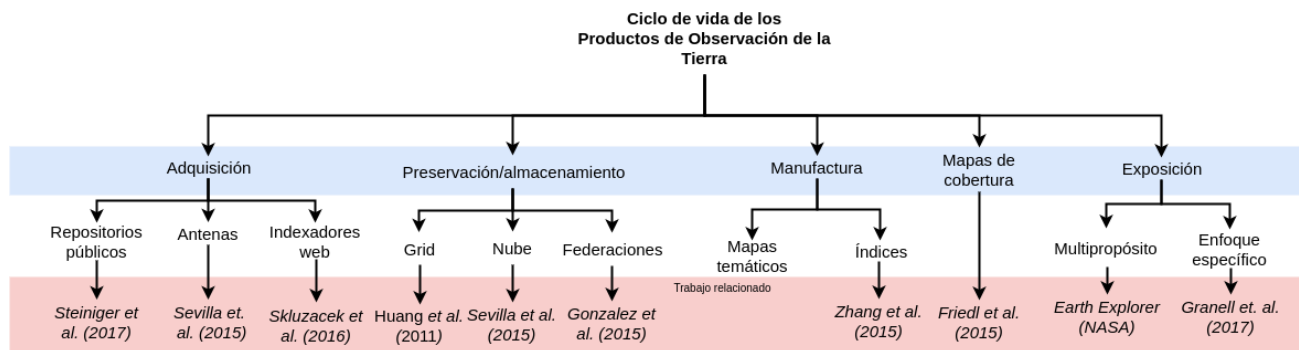 Ciclo de vida de los
Productos de Observación de la
Tierra
Adquisición
Preservación/almacenamiento
Manufactura
Mapas de
cobertura
Exposición
Repositorios
públicos
Antenas
Indexadores
web
Grid
Nube
Federaciones
Mapas
temáticos
Índices
Multipropósito
Enfoque
específico
Trabajo relacionado
Steiniger et
al. (2017)
Sevilla et.
al. (2015)
Skluzacek et
al. (2016)
Huang et al.
(2011)
Sevilla et al.
(2015)
Gonzalez et
al. (2015)
Zhang et al.
(2015)
Friedl et al.
(2015)
Earth Explorer
(NASA)
Granell et. al.
(2017)